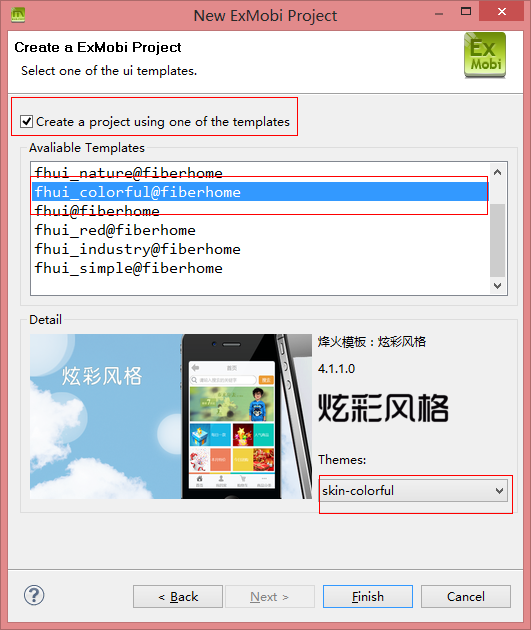 New ExMobi Project
Create a ExMobi Project
Select one of the ui templates.
Ex
Mobi
Create a project using one of the templates
Avaliable Templates
fhui_nature@fiberhome
fhui_colorful@fiberhome
fhui@fiberhome
fhui_red@fiberhome
fhui_industry@fiberhome
fhui_simple@fiberhome
Detail
炫彩风格
首页
烽火模板：炫彩风格
4.1.1.0
炫彩风格
Themes:
skin-colorful
?
< Back
Next >
Finish
Cancel